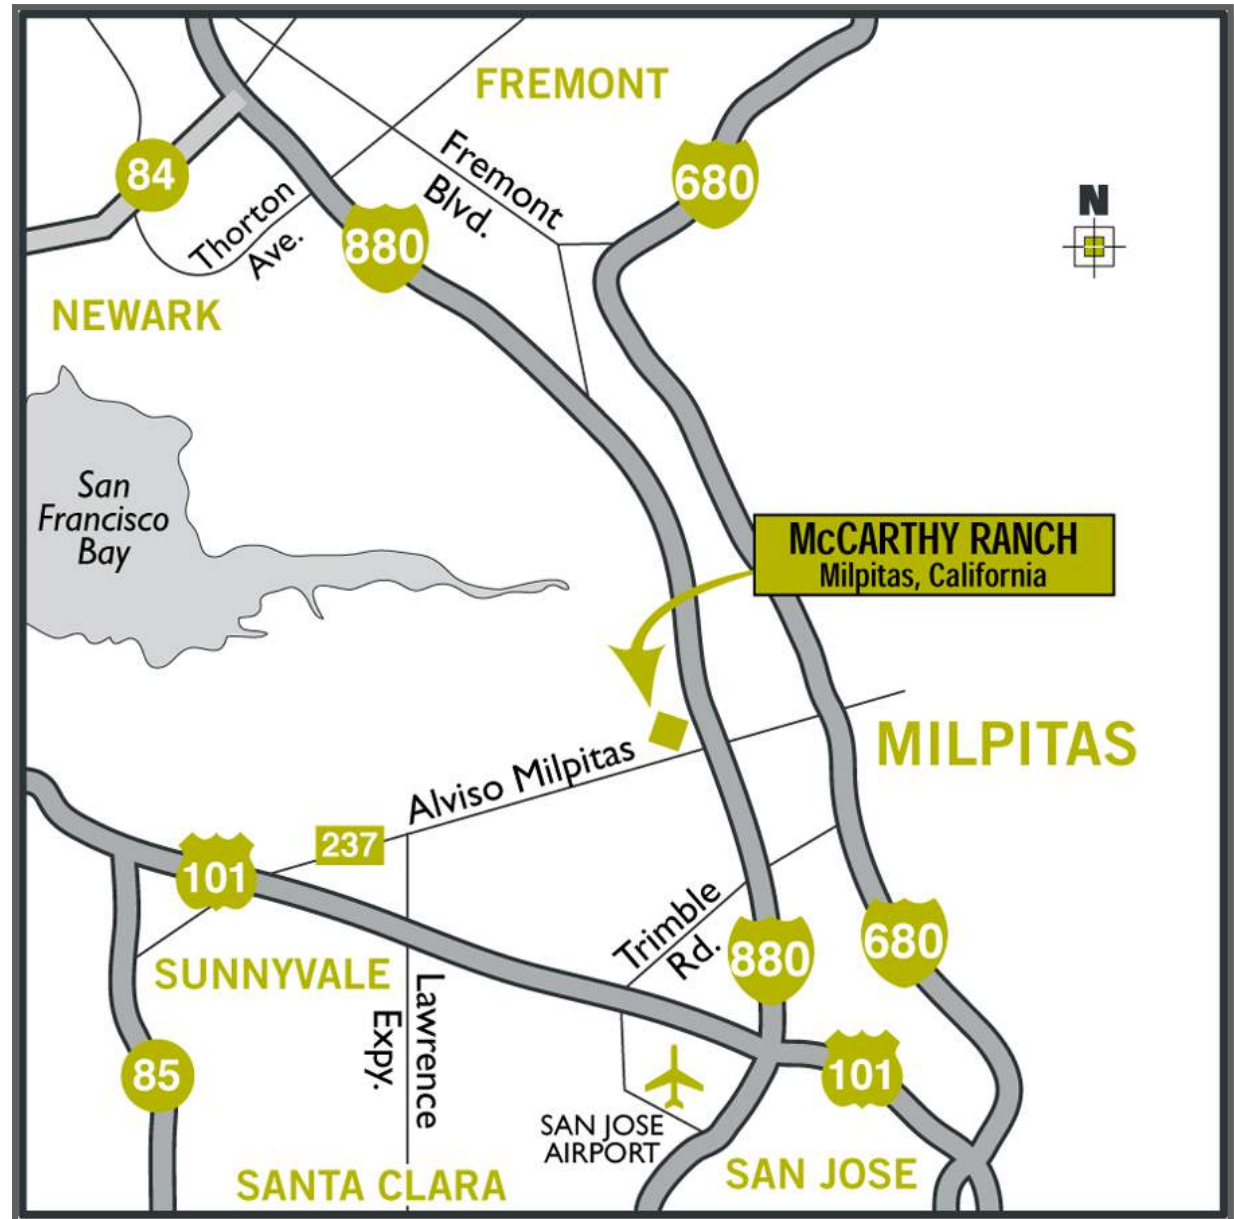 FREMONT
Fremont
Blvd.
680
84
N
Thorton
Ave.
880
NEWARK
San
Francisco
Bay
McCARTHY RANCH
Milpitas, California
MILPITAS
Alviso Milpitas
237
101
Trimble
Rd.
880
680
SUNNYVALE
Lawrence
Expy.
85
101
SAN JOSE
AIRPORT
SANTA CLARA
SAN JOSE